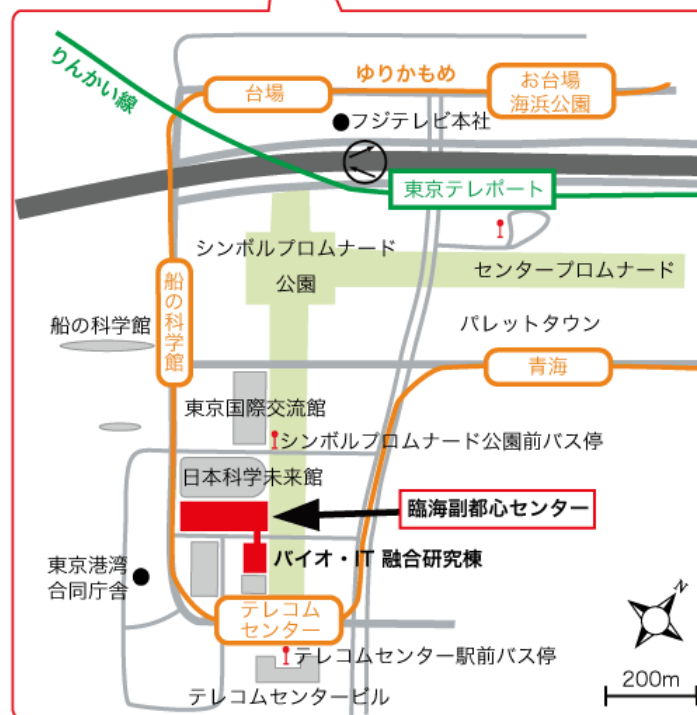 りんかい線
ゆりかもめ
台場
お台場
海浜公園
フジテレビ本社
東京テレポート
シンボルプロムナード
公園
センタープロムナード
船の科学館
船の科学館
パレットタウン
青海
東京国際交流館
シンボルプロムナード公園前バス停
日本科学未来館
臨海副都心センター
バイオ・IT 融合研究棟
東京港湾
合同庁舎
テレコム
センター
テレコムセンター駅前バス停
テレコムセンタービル
N
200m